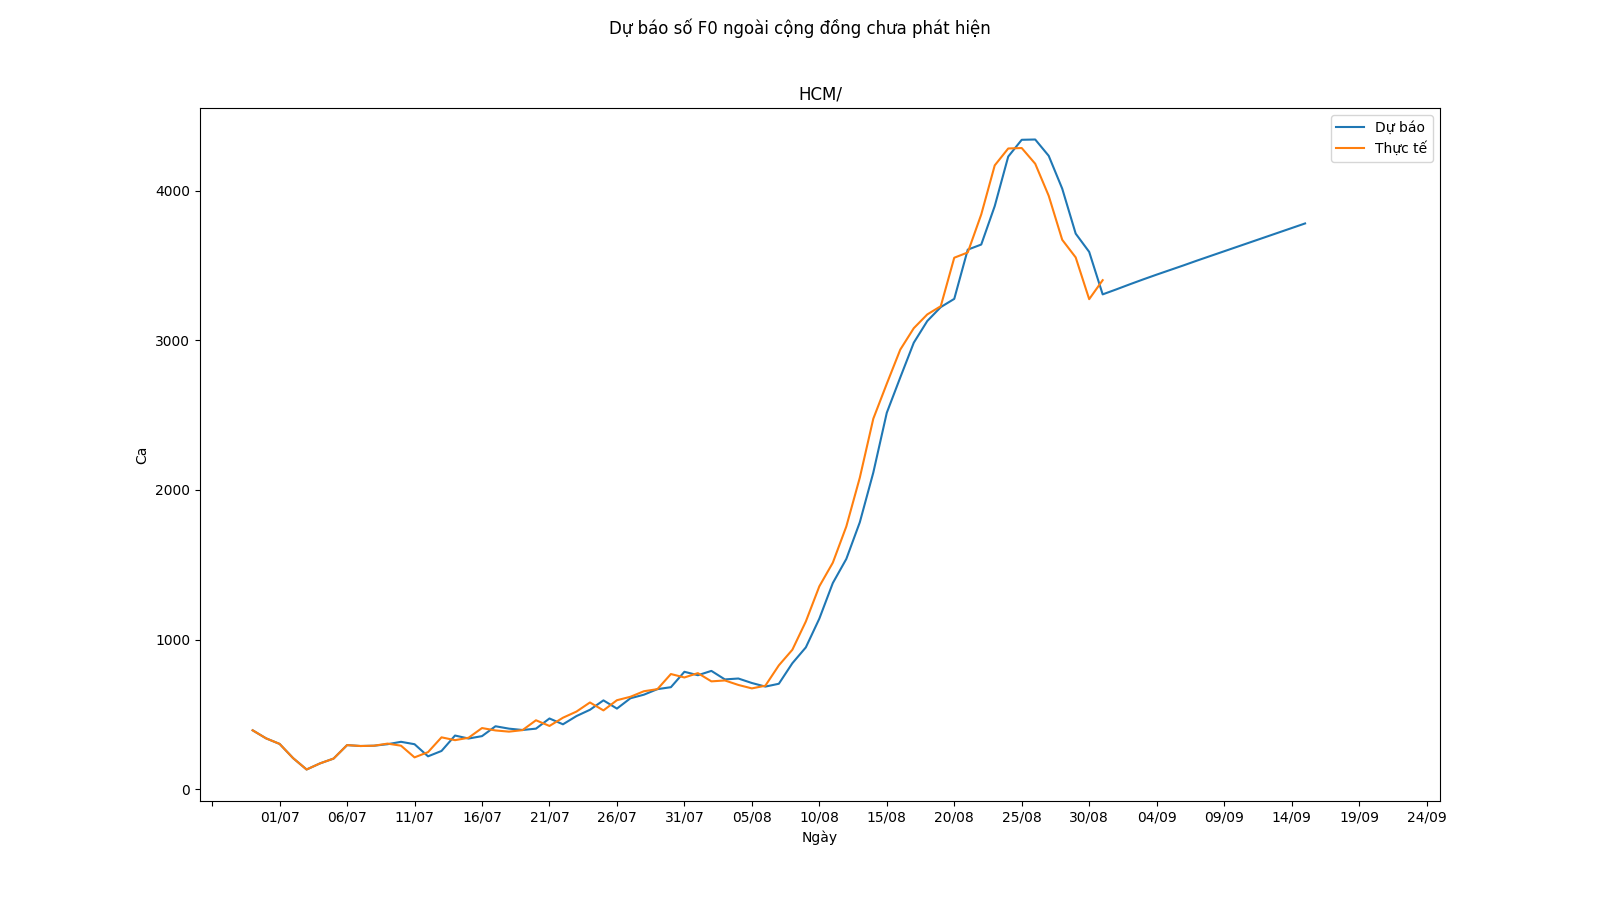 Dự báo số F0 ngoài cộng đồng chưa phát hiện
HCM/
Dự báo
Thực tế
4000
3000
2000
1000
0
Ca
01/07 06/07 11/07 16/07 21/07 26/07 31/07 05/08 10/08 15/08 20/08 25/08 30/08 04/09 09/09 14/09 19/09 24/09
Ngày